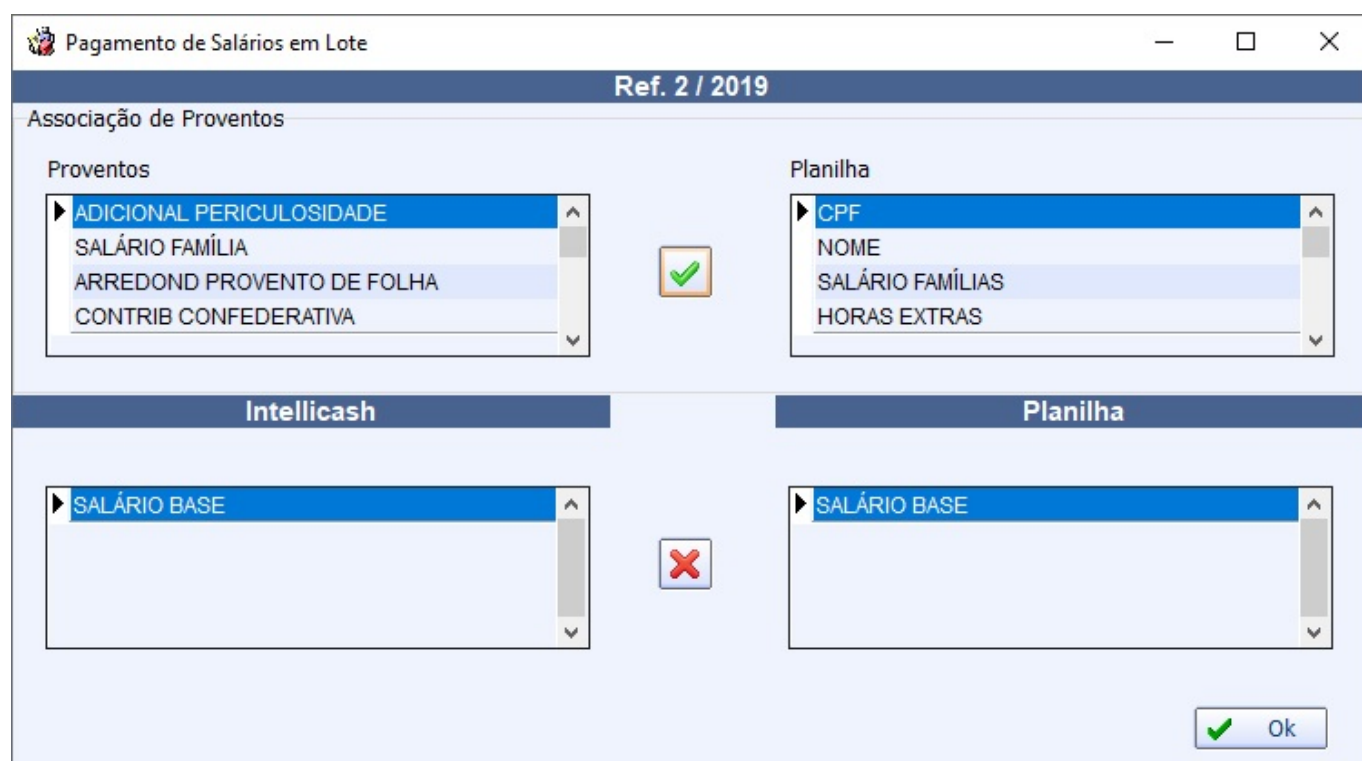 Pagamento de Salários em Lote
Ref. 2 / 2019
Associação de Proventos
Proventos
Planilha
ADICIONAL PERICULOSIDADE
SALÁRIO FAMÍLIA
ARREDOND PROVENTO DE FOLHA
CONTRIB CONFEDERATIVA
CPF
NOME
SALÁRIO FAMÍLIAS
HORAS EXTRAS
Intellicash
Planilha
SALÁRIO BASE
SALÁRIO BASE
Ok